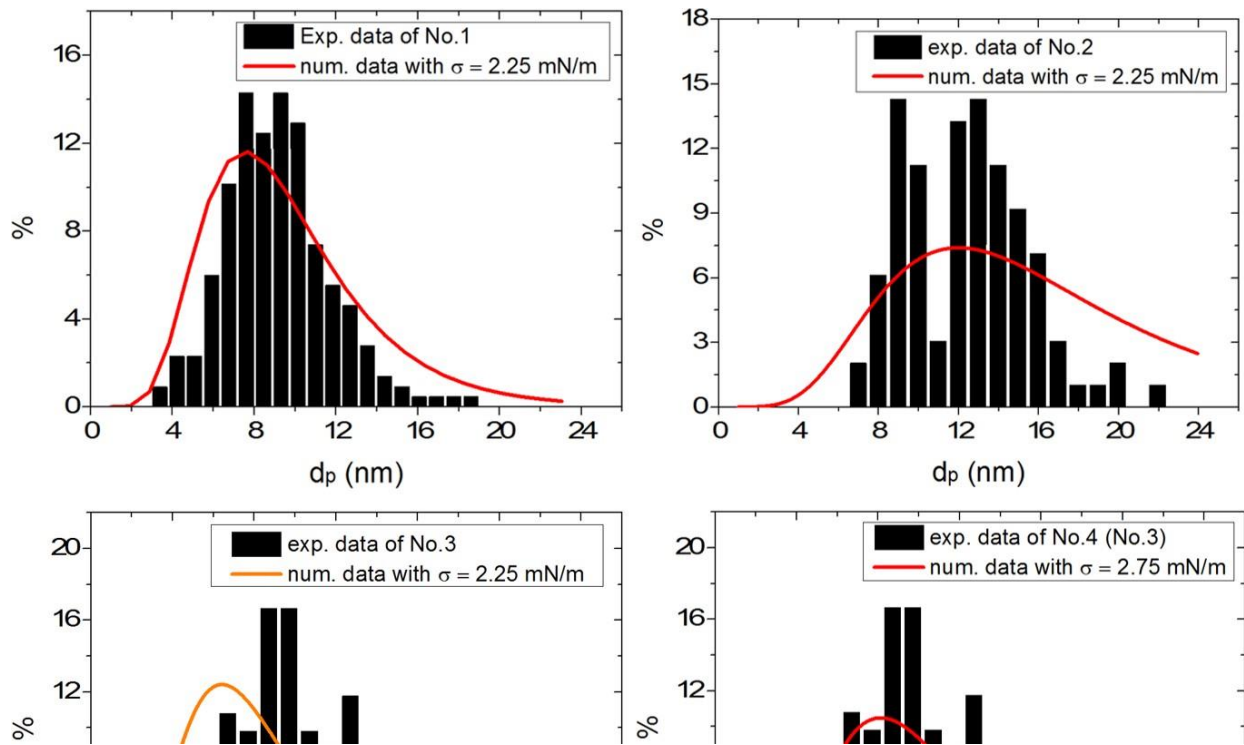 Exp. data of No.1
num. data with σ = 2.25 mN/m
16
12
8
4
0
%
0 4 8 12 16 20 24
dp (nm)
exp. data of No.2
num. data with σ = 2.25 mN/m
18
15
12
9
6
3
0
%
0 4 8 12 16 20 24
dp (nm)
exp. data of No.3
num. data with σ = 2.25 mN/m
20
16
12
%
exp. data of No.4 (No.3)
num. data with σ = 2.75 mN/m
20
16
12
%